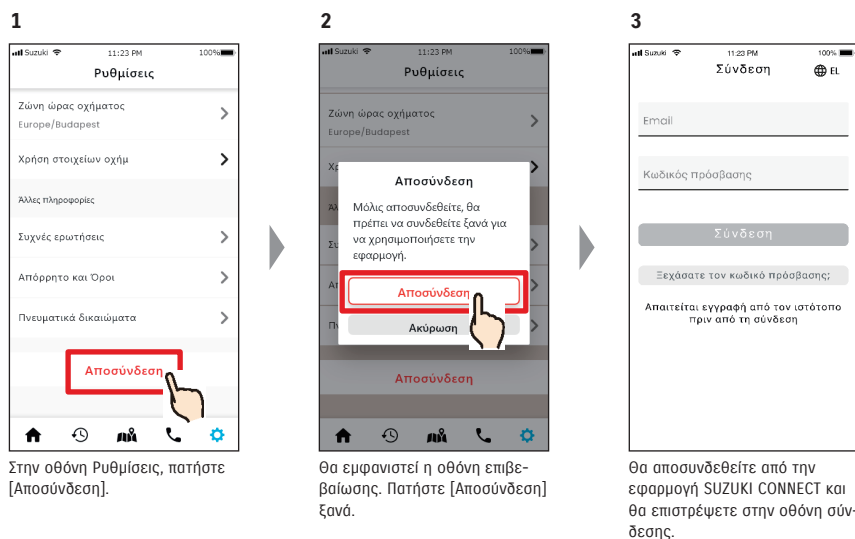 1
Suzuki 11:23 PM 100%
Ρυθμίσεις
Ζώνη ώρας οχήματος
Europe/Budapest
Χρήση στοιχείων οχήμ
Άλλες πληροφορίες
Συχνές ερωτήσεις
Απόρρητο και Όροι
Πνευματικά δικαιώματα
Αποσύνδεση
Στην οθόνη Ρυθμίσεις, πατήστε
[Αποσύνδεση].
2
Suzuki 11:23 PM 100%
Ρυθμίσεις
Ζώνη ώρας οχήματος
Europe/Budapest
Αποσύνδεση
Μόλις αποσυνδεθείτε, θα
πρέπει να συνδεθείτε ξανά για
να χρησιμοποιήσετε την
εφαρμογή.
Αποσύνδεση
Ακύρωση
Αποσύνδεση
Θα εμφανιστεί η οθόνη επιβε-
βαίωσης. Πατήστε [Αποσύνδεση]
ξανά.
3
Suzuki 11:23 PM 100%
Σύνδεση EL
Email
Κωδικός πρόσβασης
Σύνδεση
Ξεχάσατε τον κωδικό πρόσβασης;
Απαιτείται εγγραφή από τον ιστότοπο
πριν από τη σύνδεση
Θα αποσυνδεθείτε από την
εφαρμογή SUZUKI CONNECT και
θα επιστρέψετε στην οθόνη σύν-
δεσης.